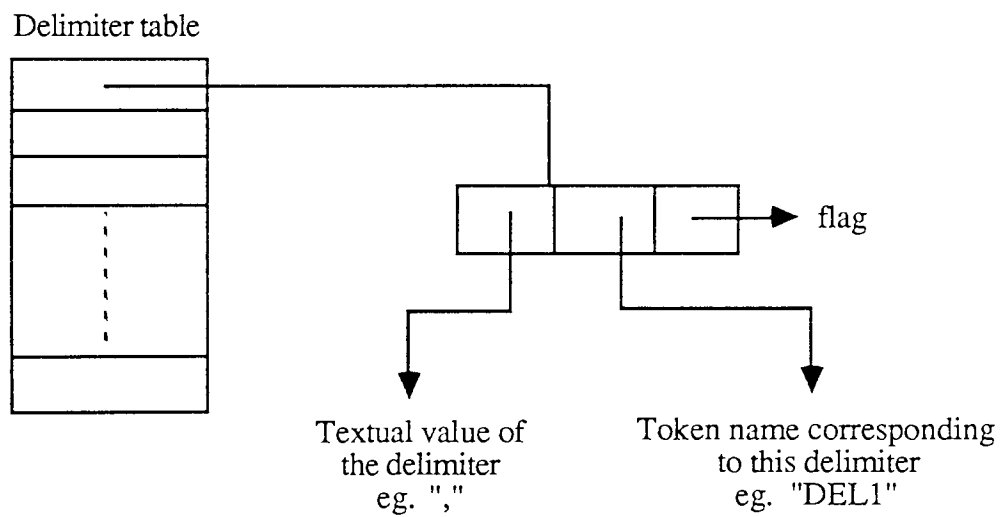 Delimiter table
flag
Textual value of
the delimiter
eg. ","
Token name corresponding
to this delimiter
eg. "DEL1"